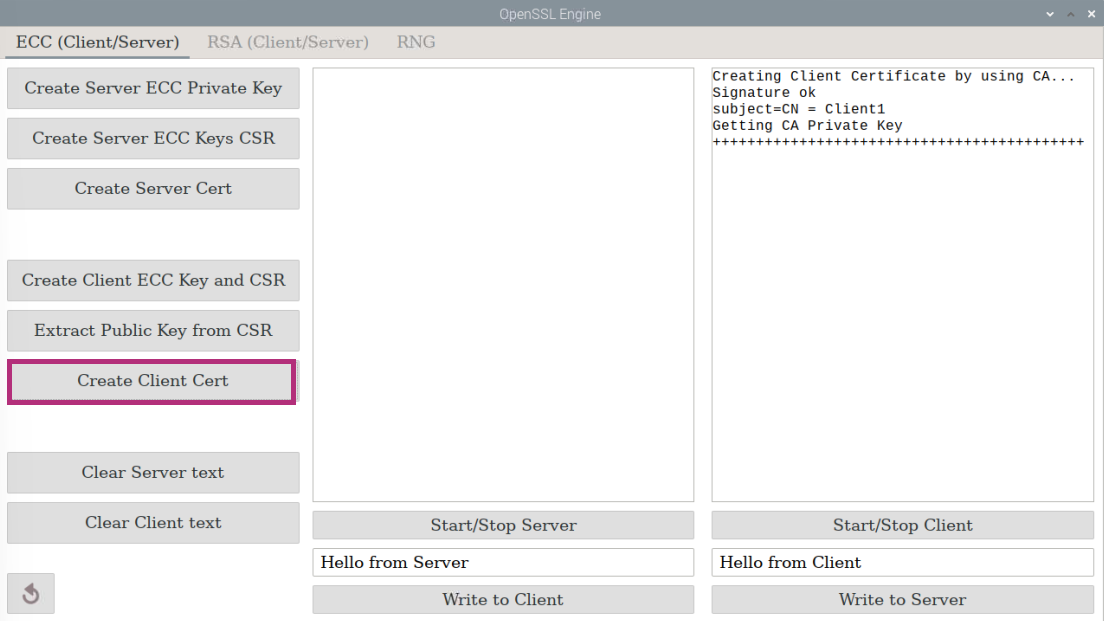 OpenSSL Engine
ECC (Client/Server) RSA (Client/Server) RNG
Create Server ECC Private Key
Create Server ECC Keys CSR
Create Server Cert
Create Client ECC Key and CSR
Extract Public Key from CSR
Create Client Cert
Clear Server text
Clear Client text
Start/Stop Server
Hello from Server
Write to Client
Creating Client Certificate by using CA...
Signature ok
subject=CN = Client1
Getting CA Private Key
+++++++++++++++++++++++++++++++++++++++++++
Start/Stop Client
Hello from Client
Write to Server